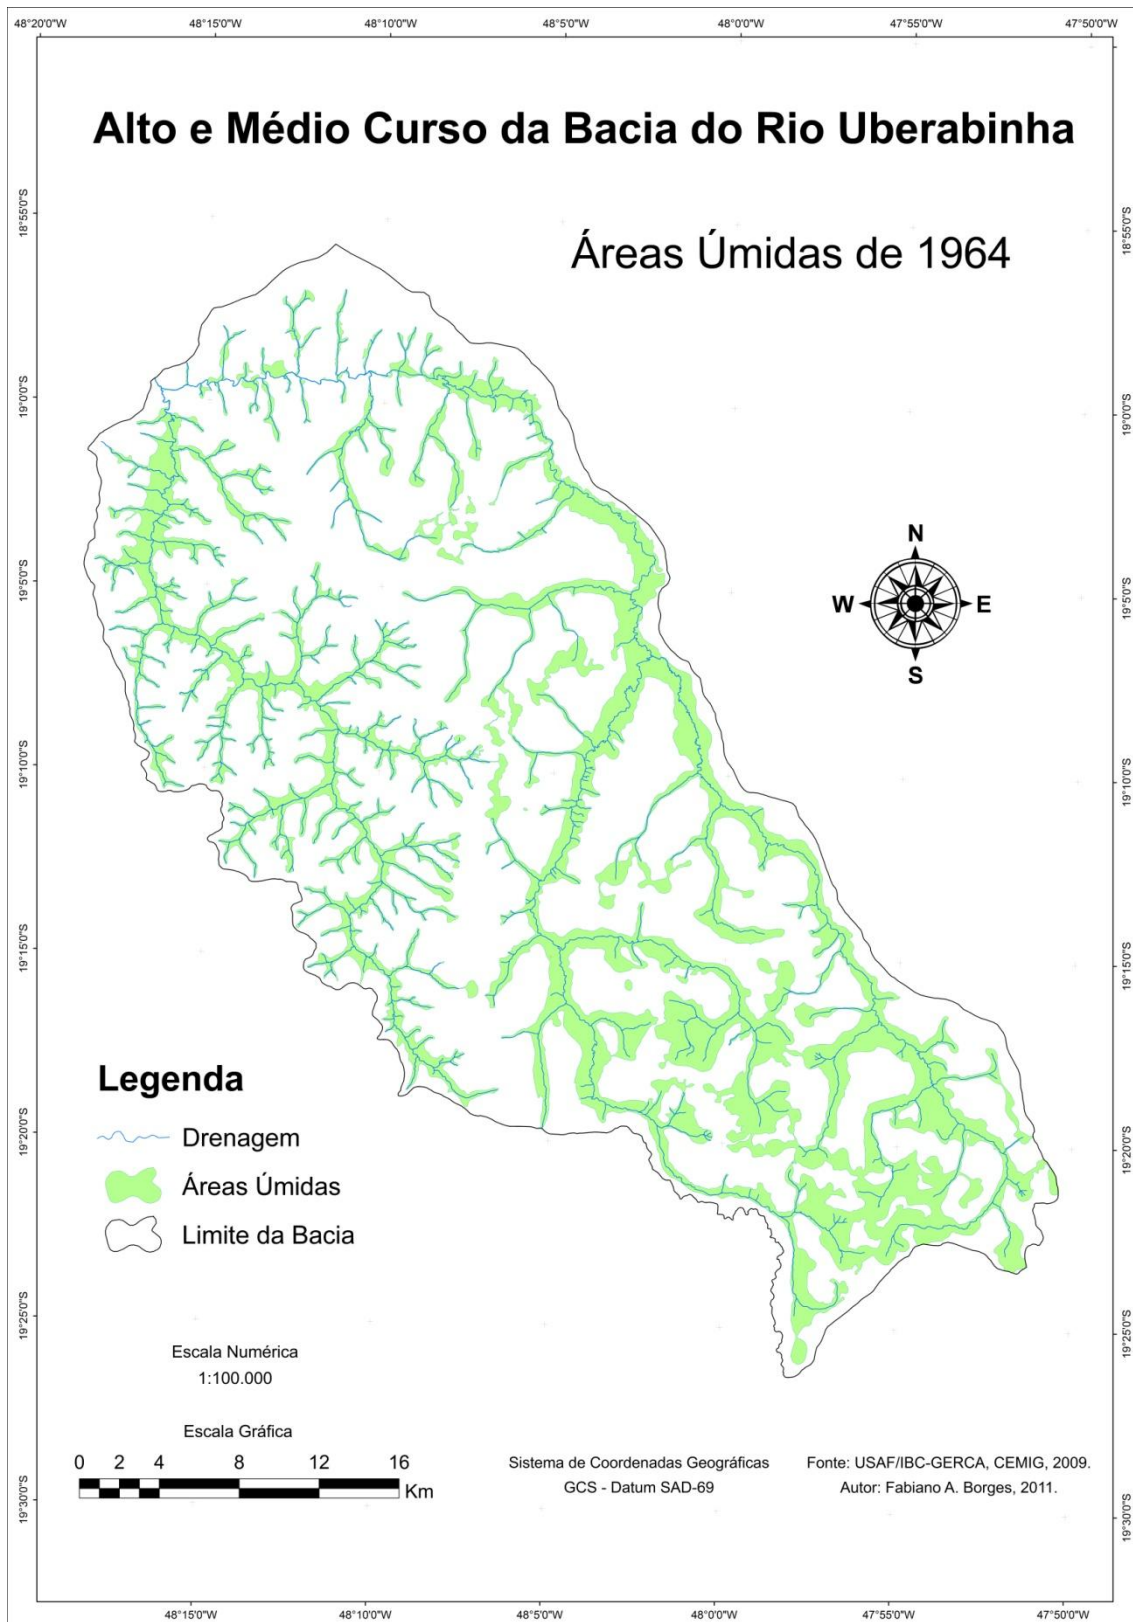 48°20'0"W 48°15'0"W 48°10'0"W 48°5'0"W 48°0'0"W 47°55'0"W 47°50'0"W
Alto e Médio Curso da Bacia do Rio Uberabinha
Áreas Úmidas de 1964
18°55'0"S 18°55'0"S
19°0'0"S 19°0'0"S
N
W E
S
19°5'0"S 19°5'0"S
19°10'0"S 19°10'0"S
19°15'0"S 19°15'0"S
Legenda
Drenagem
Áreas Úmidas
Limite da Bacia
19°20'0"S 19°20'0"S
19°25'0"S 19°25'0"S
Escala Numérica
1:100.000
Escala Gráfica
0 2 4 8 12 16
Km
Sistema de Coordenadas Geográficas
GCS - Datum SAD-69
Fonte: USAF/IBC-GERCA, CEMIG, 2009.
Autor: Fabiano A. Borges, 2011.
19°30'0"S 19°30'0"S
48°15'0"W 48°10'0"W 48°5'0"W 48°0'0"W 47°55'0"W 47°50'0"W